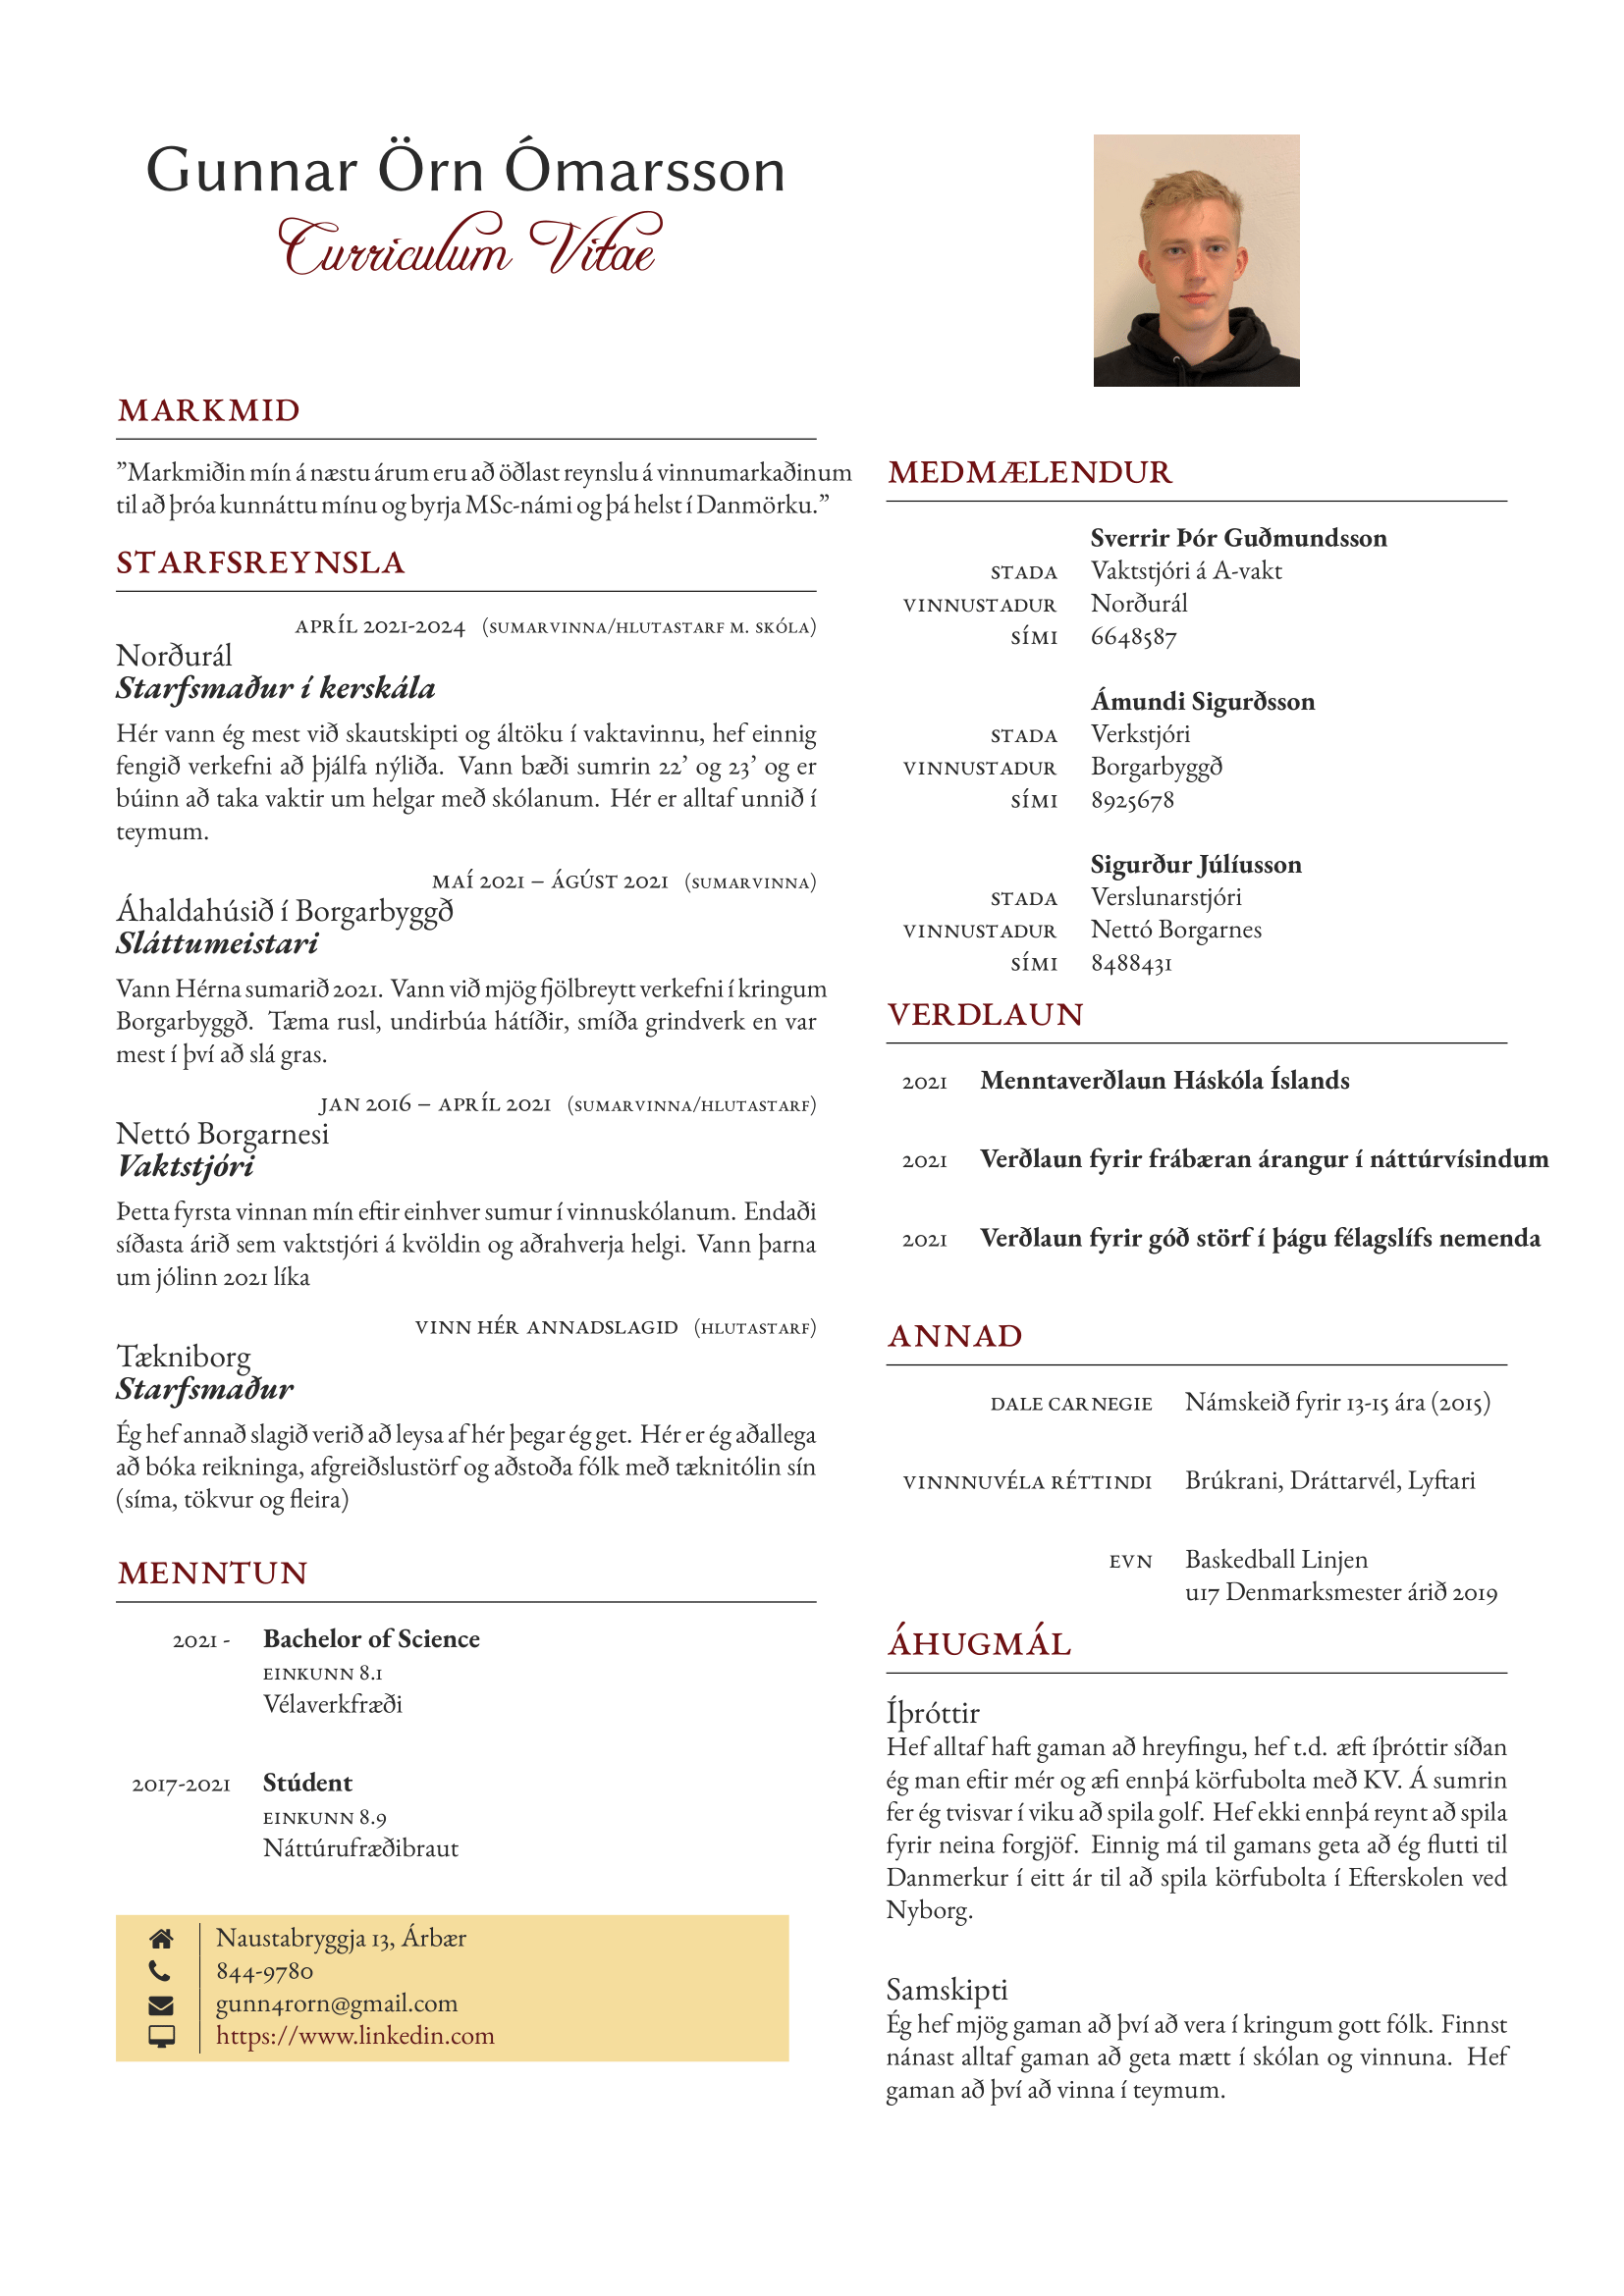 Gunnar Örn Ómarsson
Curriculum Vitae
MARKMID
”Markmiðin mín á næstu árum eru að öðlast reynslu á vinnumarkaðinum
til að þróa kunnáttu mínu og byrja MSc-námi og þá helst í Danmörku.”
STARFSREYNSLA
APRÍL 2021-2024 (SUMARVINNA/HLUTASTARF M. SKÓLA)
Norðurál
Starfsmaður í kerskála
Hér vann ég mest við skautskipti og áltöku í vaktavinnu, hef einnig
fengið verkefni að þjálfa nýliða. Vann bæði sumrin 22’ og 23’ og er
búinn að taka vaktir um helgar með skólanum. Hér er alltaf unnið í
teymum.
MAÍ 2021 – ÁGÚST 2021 (SUMARVINNA)
Áhaldahúsið í Borgarbyggð
Sláttumeistari
Vann Hérna sumarið 2021. Vann við mjög fjölbreytt verkefni í kringum
Borgarbyggð. Tæma rusl, undirbúa hátíðir, smíða grindverk en var
mest í því að slá gras.
JAN 2016 – APRÍL 2021 (SUMARVINNA/HLUTASTARF)
Nettó Borgarnesi
Vaktstjóri
Þetta fyrsta vinnan mín eftir einhver sumur í vinnuskólanum. Endaði
síðasta árið sem vaktstjóri á kvöldin og aðrahverja helgi. Vann þarna
um jólinn 2021 líka
VINN HÉR ANNADSLAGID (HLUTASTARF)
Tækniborg
Starfsmaður
Ég hef annað slagið verið að leysa af hér þegar ég get. Hér er ég aðallega
að bóka reikninga, afgreiðslustörf og aðstoða fólk með tæknitólin sín
(síma, tökvur og fleira)
MENNTUN
2021 - Bachelor of Science
EINKUNN 8.1
Vélaverkfræði
2017-2021 Stúdent
EINKUNN 8.9
Náttúrufræðibraut
Naustabryggja 13, Árbær
844-9780
gunn4rorn@gmail.com
https://www.linkedin.com
MEDMÆLENDUR
Sverrir Þór Guðmundsson
STADA Vaktstjóri á A-vakt
VINNUSTADUR Norðurál
SÍMI 6648587
Ámundi Sigurðsson
STADA Verkstjóri
VINNUSTADUR Borgarbyggð
SÍMI 8925678
Sigurður Júlíusson
STADA Verslunarstjóri
VINNUSTADUR Nettó Borgarnes
SÍMI 8488431
VERDLAUN
2021 Menntaverðlaun Háskóla Íslands
2021 Verðlaun fyrir frábæran árangur í náttúrvísindum
2021 Verðlaun fyrir góð störf í þágu félagslífs nemenda
ANNAD
DALE CARNEGIE Námskeið fyrir 13-15 ára (2015)
VINNNUVÉLA RÉTTINDI Brúkrani, Dráttarvél, Lyftari
EVN Baskedball Linjen
u17 Denmarksmester árið 2019
ÁHUGMÁL
Íþróttir
Hef alltaf haft gaman að hreyfingu, hef t.d. æft íþróttir síðan
ég man eftir mér og æfi ennþá körfubolta með KV. Á sumrin
fer ég tvisvar í viku að spila golf. Hef ekki ennþá reynt að spila
fyrir neina forgjöf. Einnig má til gamans geta að ég flutti til
Danmerkur í eitt ár til að spila körfubolta í Efterskolen ved
Nyborg.
Samskipti
Ég hef mjög gaman að því að vera í kringum gott fólk. Finnst
nánast alltaf gaman að geta mætt í skólan og vinnuna. Hef
gaman að því að vinna í teymum.